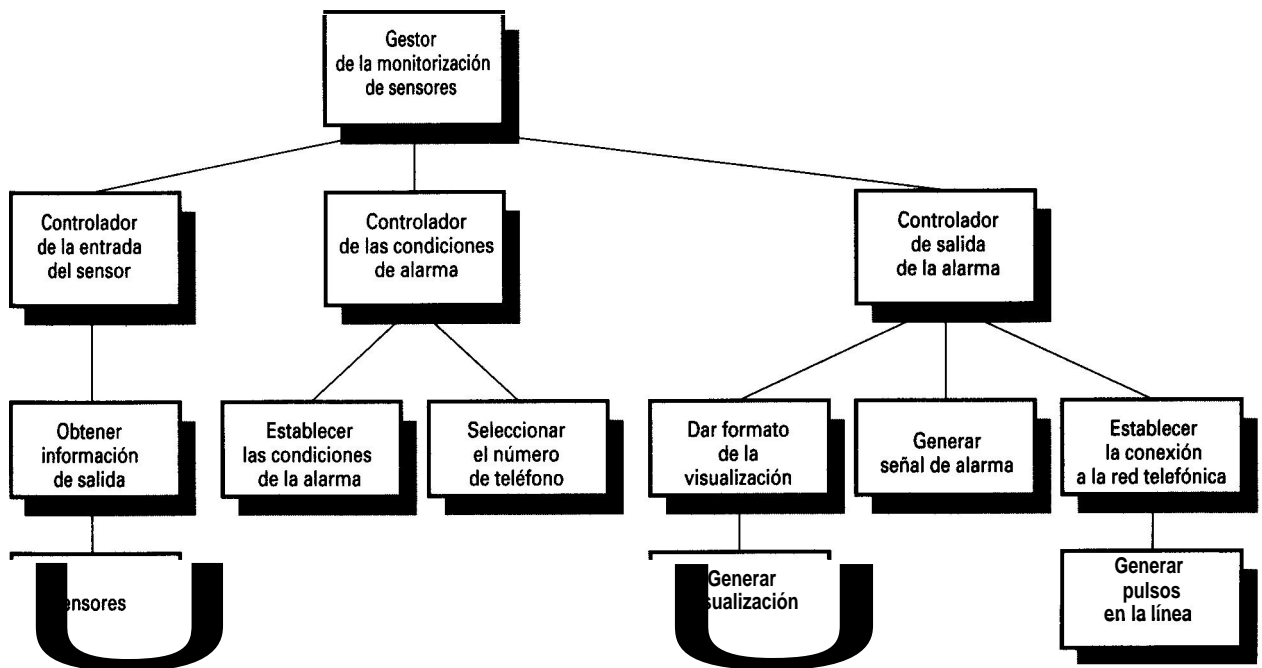 Gestor
de la monitorización
de sensores
Controlador
de la entrada
del sensor
Controlador
de las condiciones
de alarma
Controlador
de salida
de la alarma
Obtener
información
de salida
Establecer
las condiciones
de la alarma
Seleccionar
el número
de teléfono
Dar formato
de la
visualización
Generar
señal de alarma
Establecer
la conexión
a la red telefónica
ensores
Generar
sualización
Generar
pulsos
en la línea